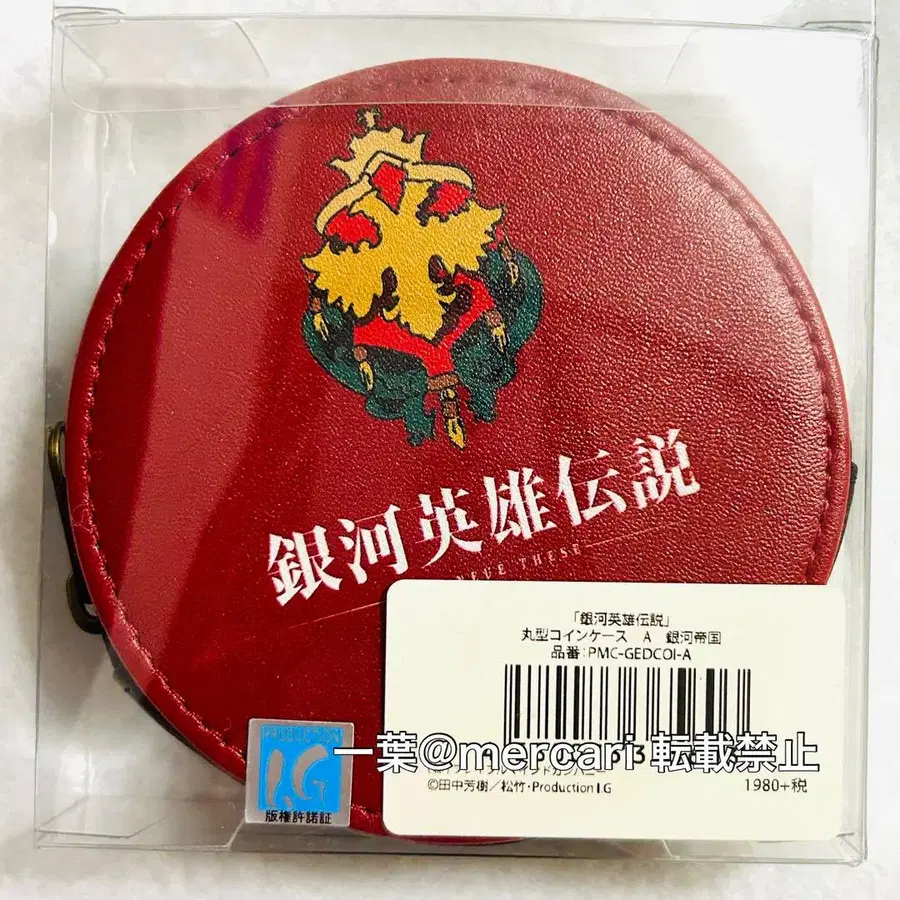 銀河英雄伝説
NEUE THESE
「銀河英雄伝説」
丸型コインケース A 銀河帝国
品番:PMC-GEDCOI-A
一葉@mercari 転載禁止
©田中芳樹/松竹・Production I.G
1980+税
PRODUCTION
I.G
版権許諾証